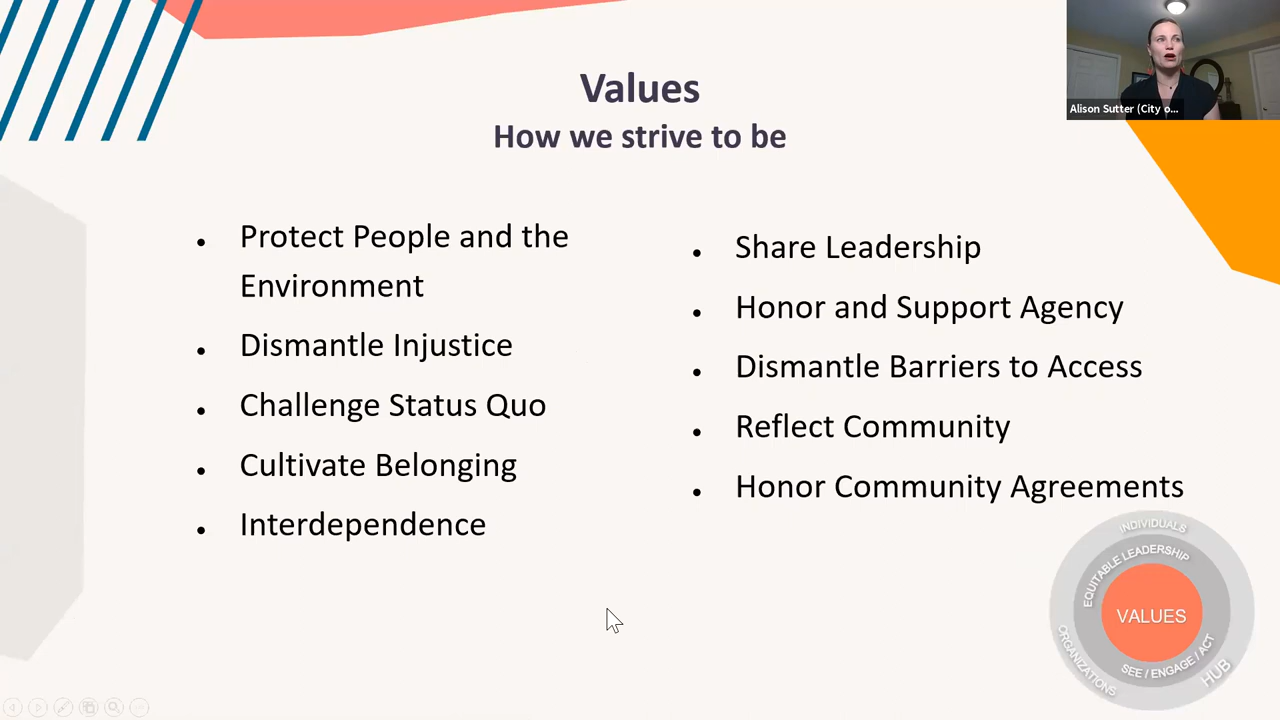 Values
How we strive to be
Alison Sutter (City o...
Protect People and the
Environment
Dismantle Injustice
Challenge Status Quo
Cultivate Belonging
Interdependence
Share Leadership
Honor and Support Agency
Dismantle Barriers to Access
Reflect Community
Honor Community Agreements
INDIVIDUALS
EQUITABLE LEADERSHIP
VALUES
SEE / ENGAGE / ACT
ORGANIZATIONS
HUB